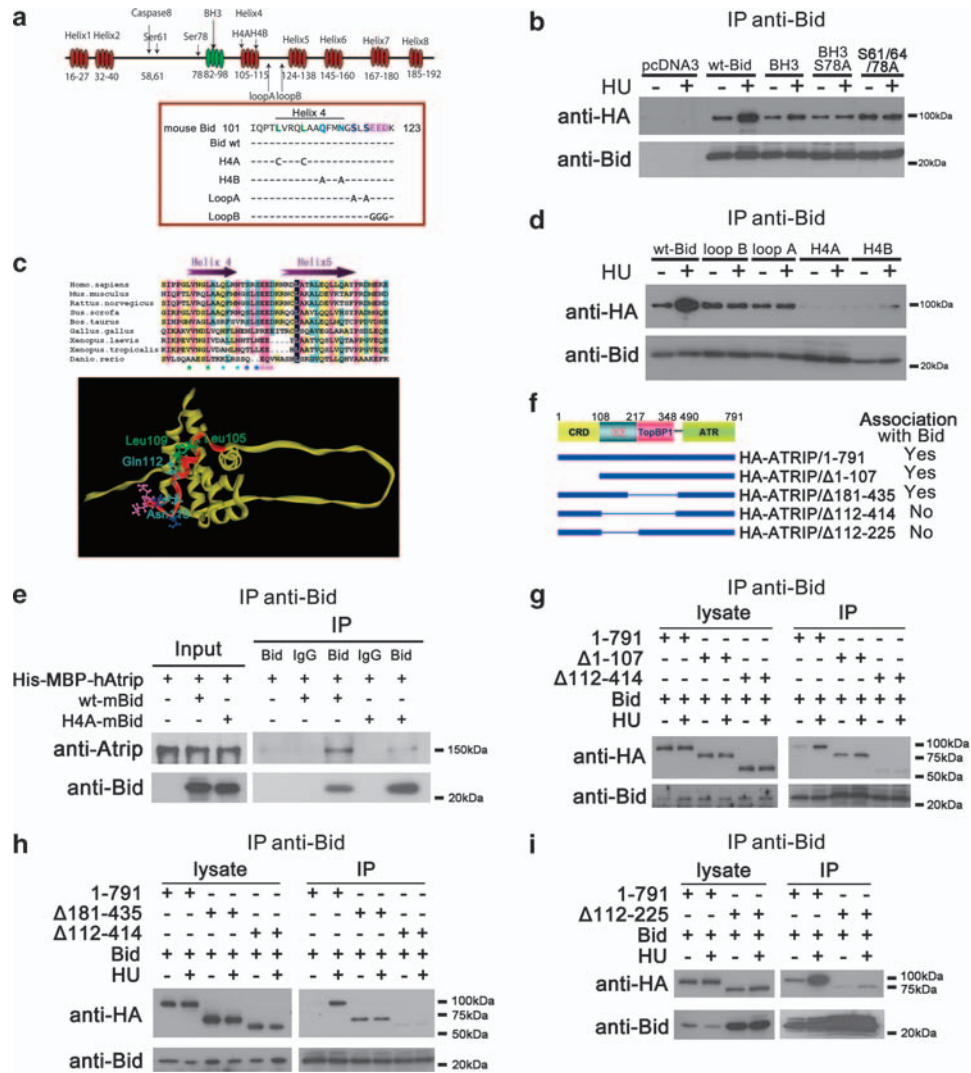 a
Caspase8 BH3 Helix4
Helix1 Helix2 Ser61 Ser78 H4AH4B Helix5 Helix6 Helix7 Helix8
16-27 32-40 58,61 78 82-98 105-115 124-138 145-160 167-180 185-192
loopA loopB
Helix 4
mouse Bid 101 IQPTLVRQLAAQFMNGSLSEEDK 123
Bid wt
H4A C C
H4B A A
LoopA A A
LoopB GGG
b
IP anti-Bid
pcDNA3 wt-Bid BH3 BH3 S78A S61/64/78A
HU - + - + - + - + - +
anti-HA 100kDa
anti-Bid 20kDa
c
Helix 4 Helix5
Homo.sapiens
Mus.musculus
Rattus.norvegicus
Sus.scrofa
Bos.taurus
Gallus.gallus
Xenopus.laevis
Xenopus.tropicalis
Danio.rerio
Leu109 Leu105
Gln112
d
IP anti-Bid
wt-Bid loop B loop A H4A H4B
HU - + - + - + - + - +
anti-HA 100kDa
anti-Bid 20kDa
e
IP anti-Bid
Input IP
Bid IgG Bid IgG Bid
His-MBP-hAtrip + + + + + + + +
wt-mBid - + - - + + - -
H4A-mBid - - + - - - + +
anti-Atrip 150kDa
anti-Bid 20kDa
f
1 108 217 348 490 791
CRD CC TopBP1 ATR
Association with Bid
HA-ATRIP/1-791 Yes
HA-ATRIP/Δ1-107 Yes
HA-ATRIP/Δ181-435 Yes
HA-ATRIP/Δ112-414 No
HA-ATRIP/Δ112-225 No
g
IP anti-Bid
lysate IP
1-791 + + - - - - + + - - - -
Δ1-107 - - + + - - - - + + - -
Δ112-414 - - - - + + - - - - + +
Bid + + + + + + + + + + + +
HU - + - + - + - + - + - +
anti-HA 100kDa
75kDa
50kDa
anti-Bid 20kDa
h
IP anti-Bid
lysate IP
1-791 + + - - - - + + - - - -
Δ181-435 - - + + - - - - + + - -
Δ112-414 - - - - + + - - - - + +
Bid + + + + + + + + + + + +
HU - + - + - + - + - + - +
anti-HA 100kDa
75kDa
50kDa
anti-Bid 20kDa
i
IP anti-Bid
lysate IP
1-791 + + - - + + - -
Δ112-225 - - + + - - + +
Bid + + + + + + + +
HU - + - + - + - +
anti-HA 100kDa
75kDa
anti-Bid 20kDa